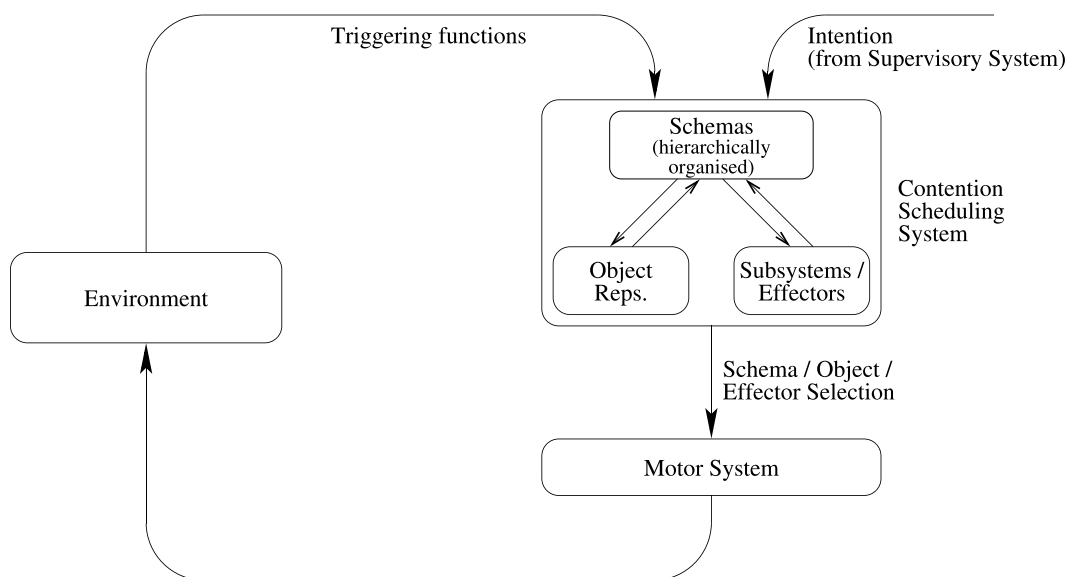 Triggering functions
Intention
(from Supervisory System)
Schemas
(hierarchically
organised)
Contention
Scheduling
System
Object
Reps.
Subsystems /
Effectors
Environment
Schema / Object /
Effector Selection
Motor System